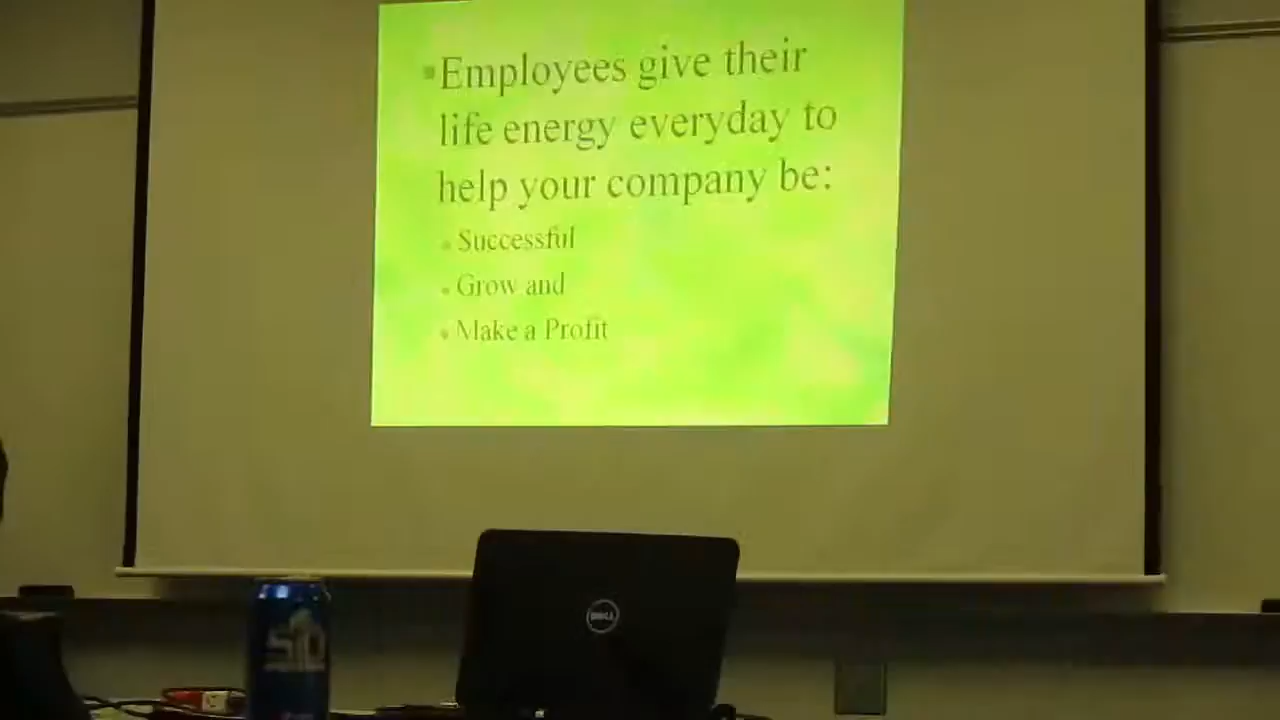 ▪Employees give their
life energy everyday to
help your company be:
• Successful
• Grow and
• Make a Profit
DELL
50